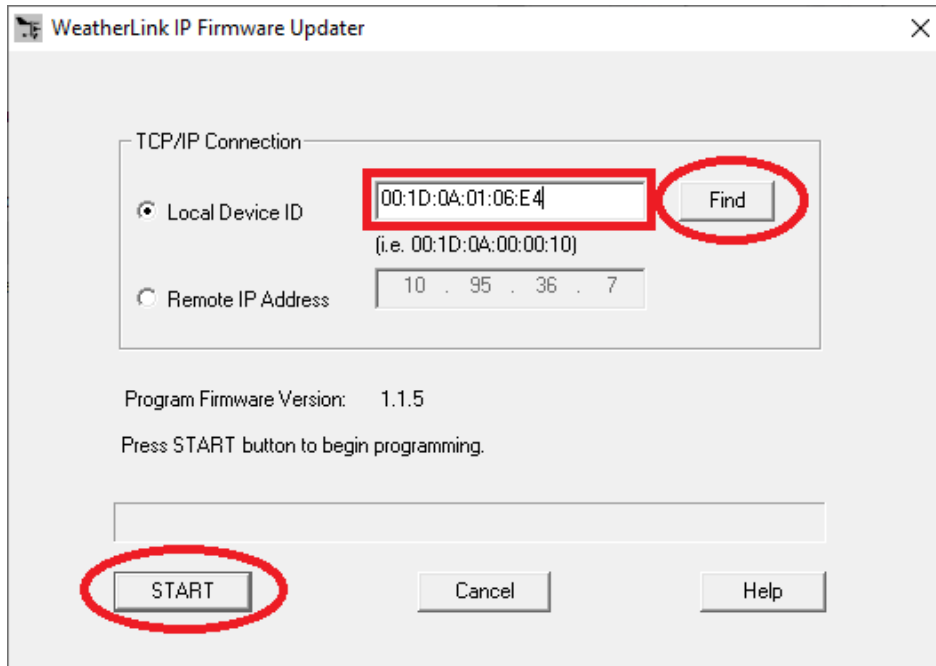 WeatherLink IP Firmware Updater
TCP/IP Connection
Local Device ID 00:1D:0A:01:06:E4 Find
(i.e. 00:1D:0A:00:00:10)
Remote IP Address 10 . 95 . 36 . 7
Program Firmware Version: 1.1.5
Press START button to begin programming.
START Cancel Help